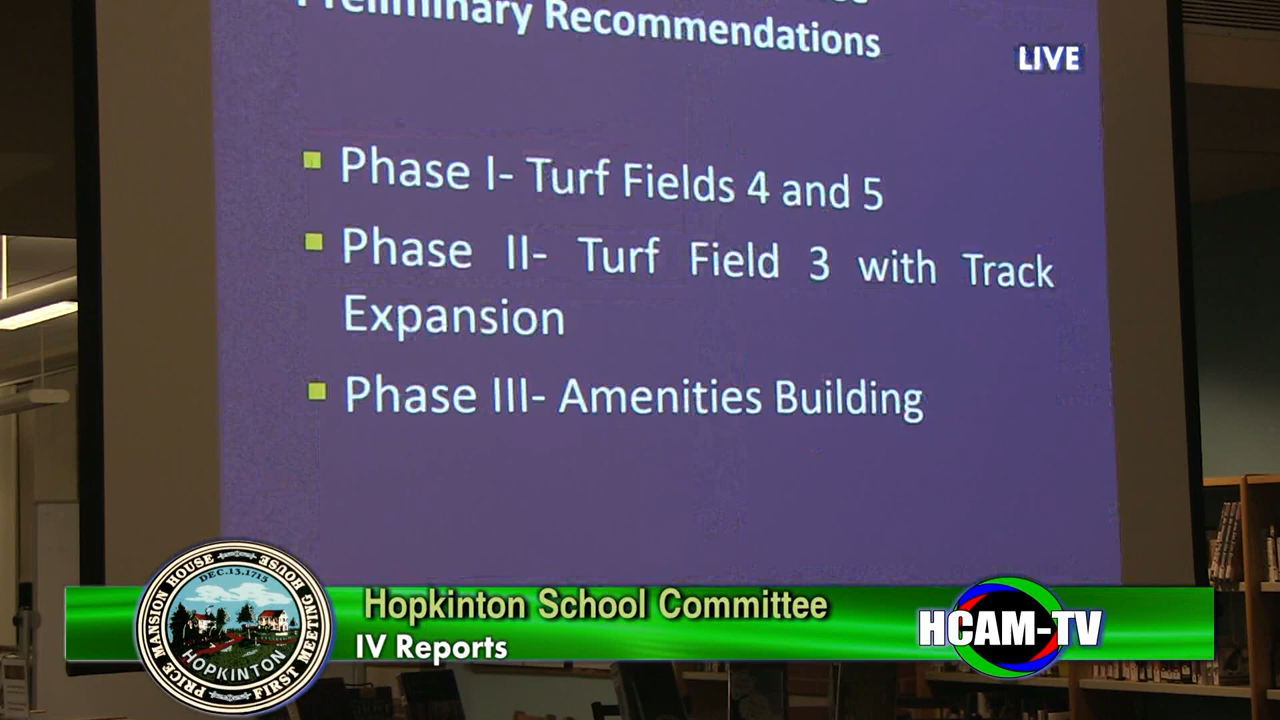 Preliminary Recommendations
LIVE
Phase I- Turf Fields 4 and 5
Phase II- Turf Field 3 with Track
Expansion
Phase III- Amenities Building
PRICE MANSION HOUSE
FIRST MEETING HOUSE
DEC.13.1715
HOPKINTON
Hopkinton School Committee
IV Reports
HCAM-TV